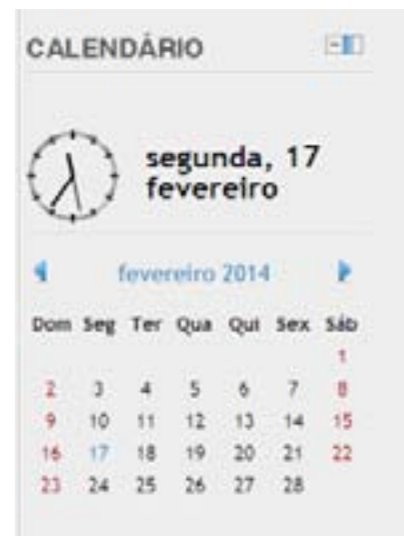 CALENDÁRIO
segunda, 17
fevereiro
fevereiro 2014
Dom Seg Ter Qua Qui Sex Sáb
1
2 3 4 5 6 7 8
9 10 11 12 13 14 15
16 17 18 19 20 21 22
23 24 25 26 27 28